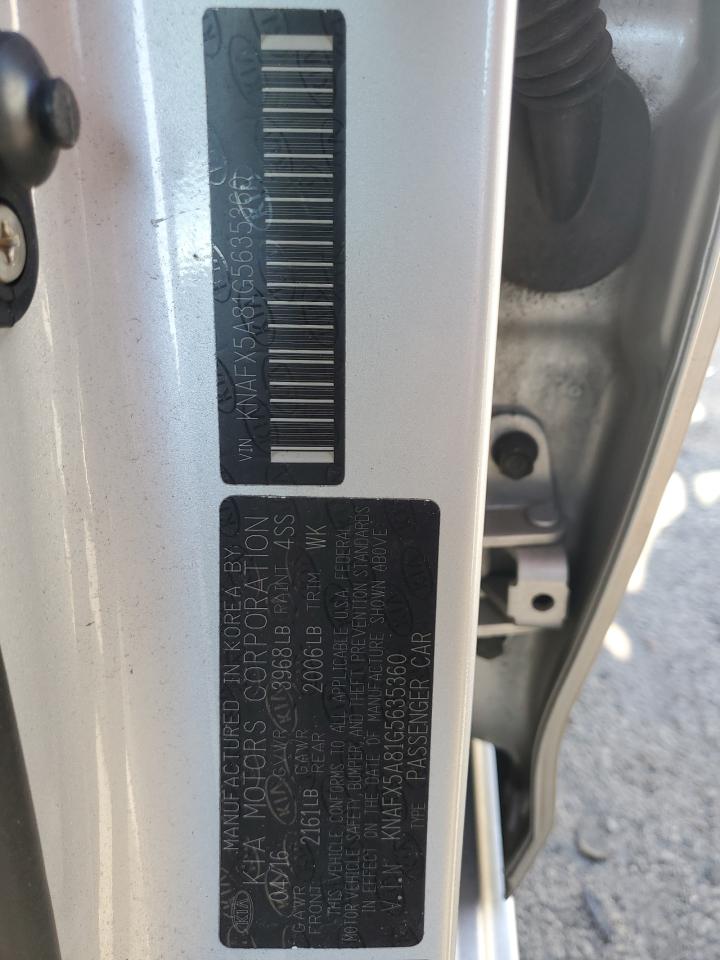 VIN KNAFX5A81G5635360
KIA
MANUFACTURED IN KOREA BY
KIA MOTORS CORPORATION
04/16 GVWR 3968LB PAINT 4SS
GAWR FRONT 2161LB GAWR REAR 2006LB TRIM WK
THIS VEHICLE CONFORMS TO ALL APPLICABLE U.S.A. FEDERAL
MOTOR VEHICLE SAFETY, BUMPER, AND THEFT PREVENTION STANDARDS
IN EFFECT ON THE DATE OF MANUFACTURE SHOWN ABOVE
V.I.N KNAFX5A81G5635360
TYPE PASSENGER CAR